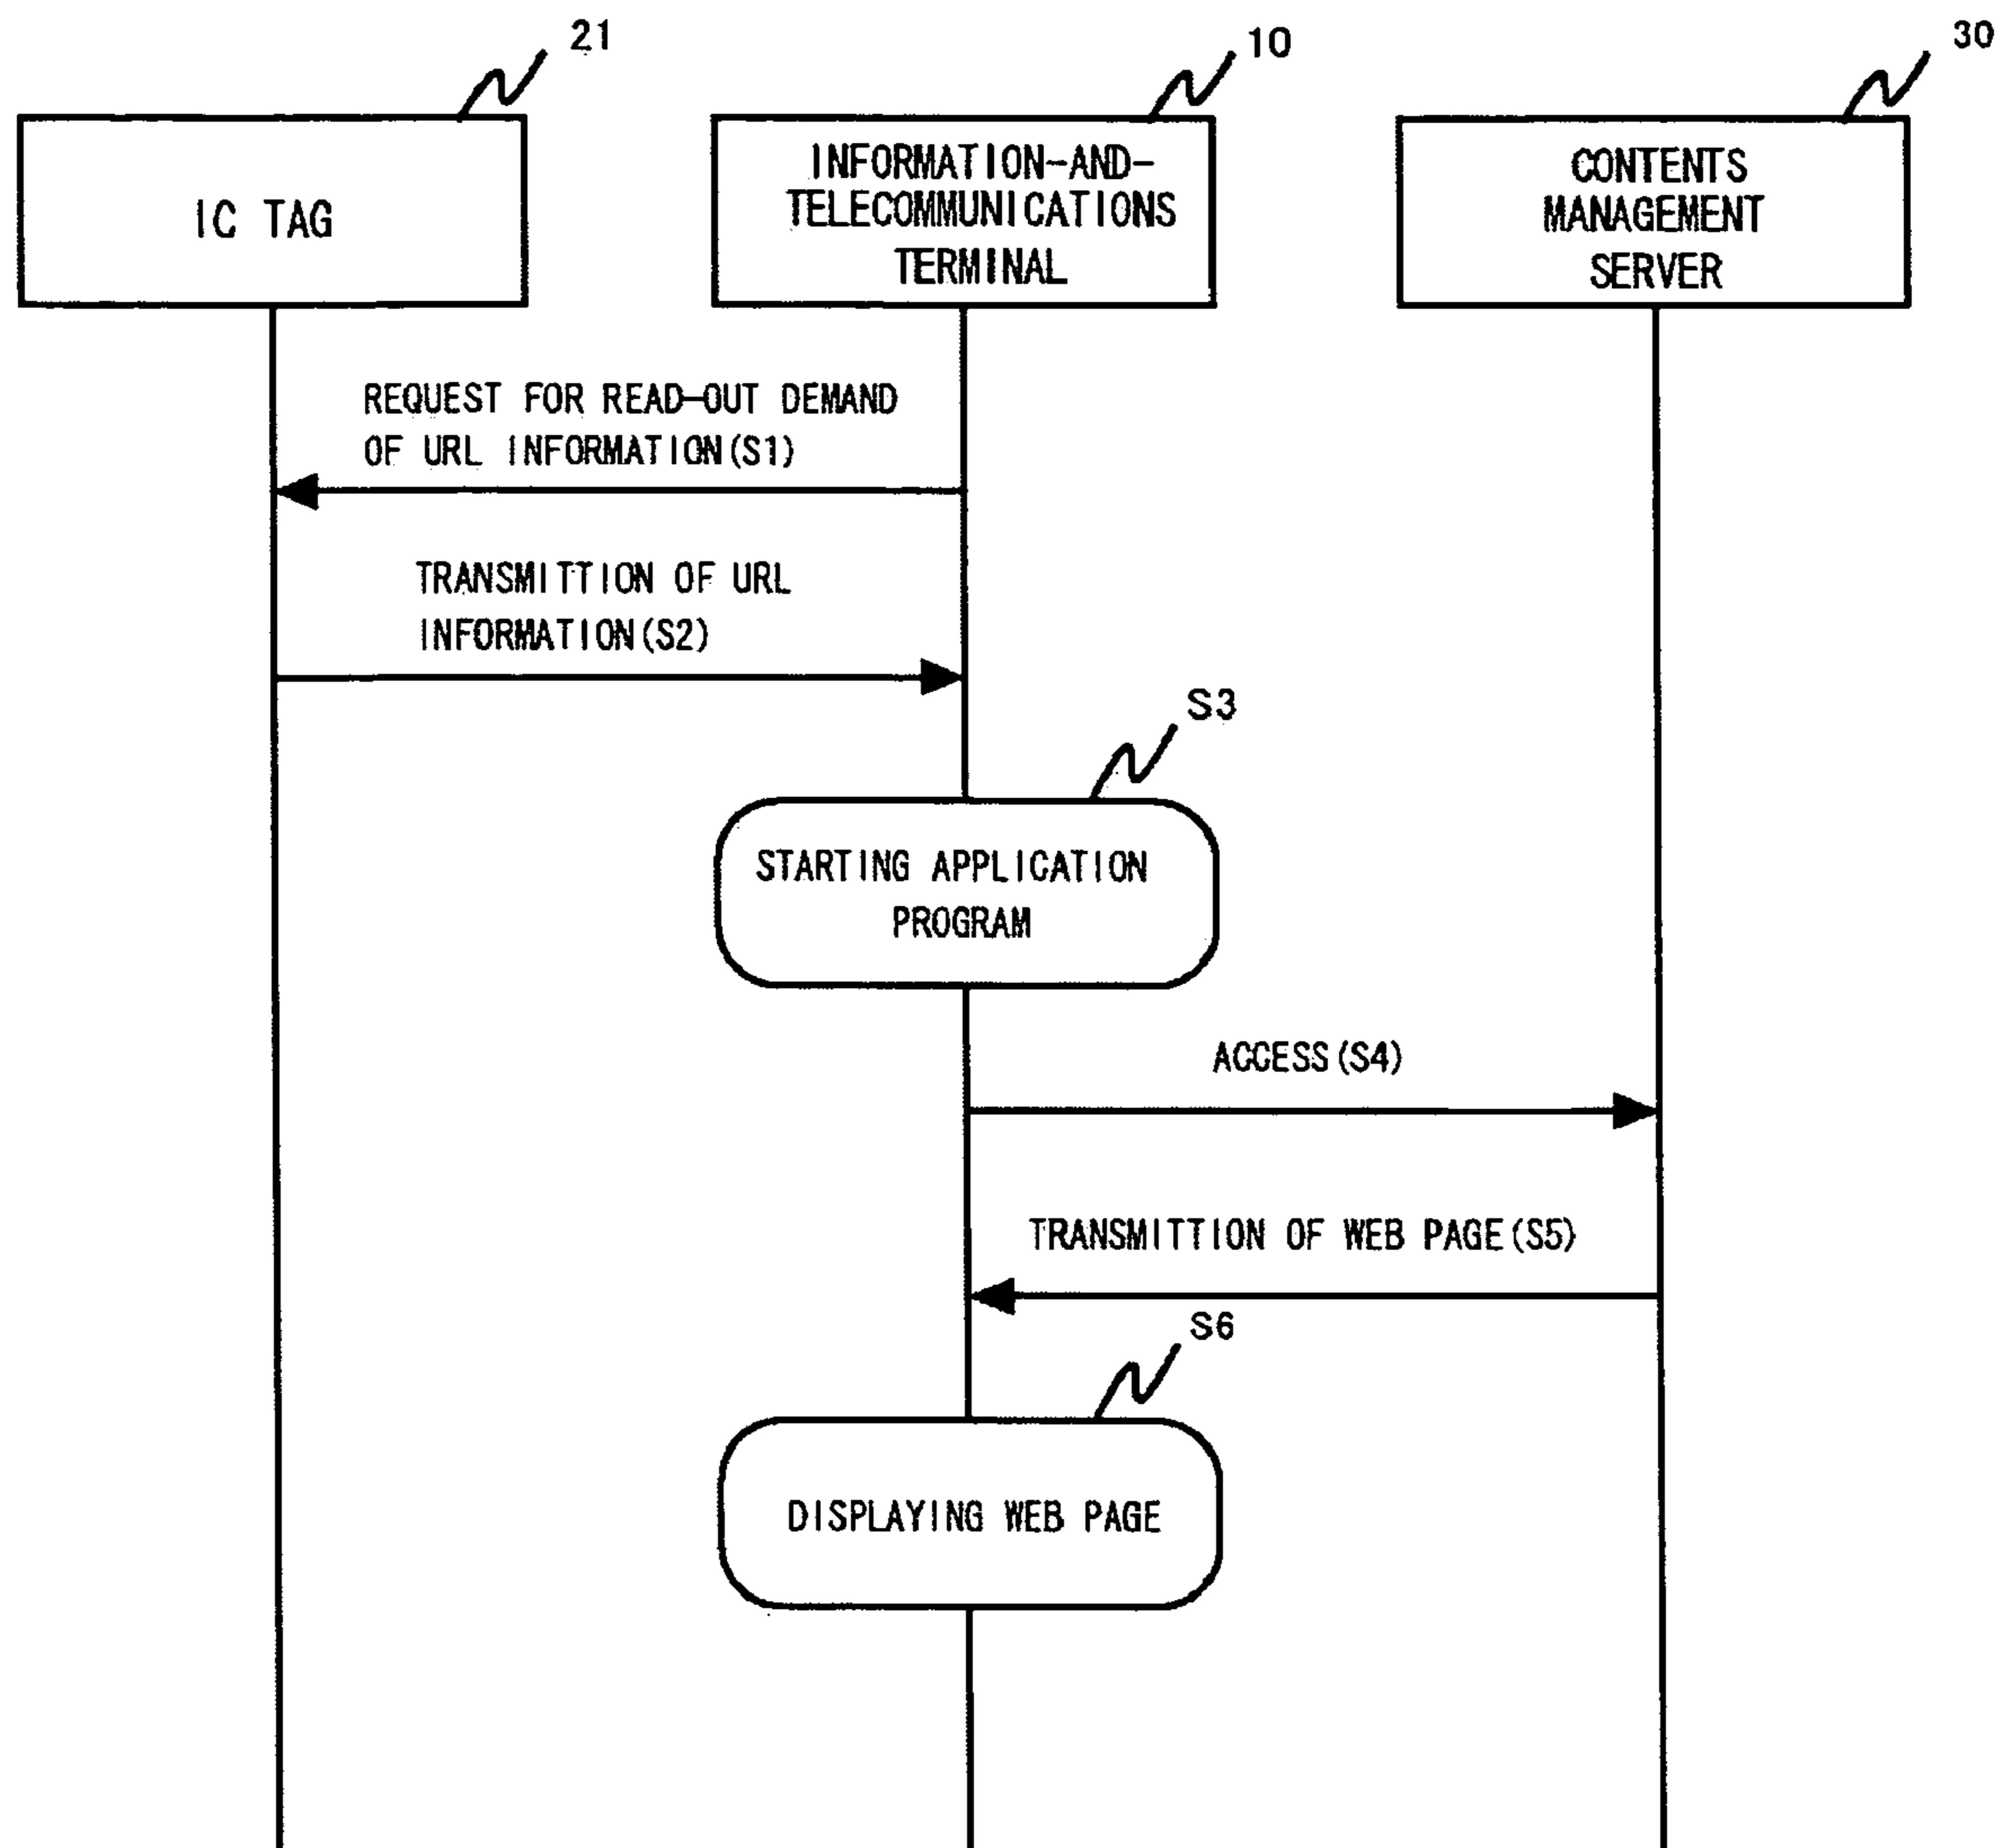 21
10
30
IC TAG
INFORMATION-AND-
TELECOMMUNICATIONS
TERMINAL
CONTENTS
MANAGEMENT
SERVER
REQUEST FOR READ-OUT DEMAND
OF URL INFORMATION(S1)
TRANSMITTION OF URL
INFORMATION(S2)
S3
STARTING APPLICATION
PROGRAM
ACCESS(S4)
TRANSMITTION OF WEB PAGE(S5)
S6
DISPLAYING WEB PAGE